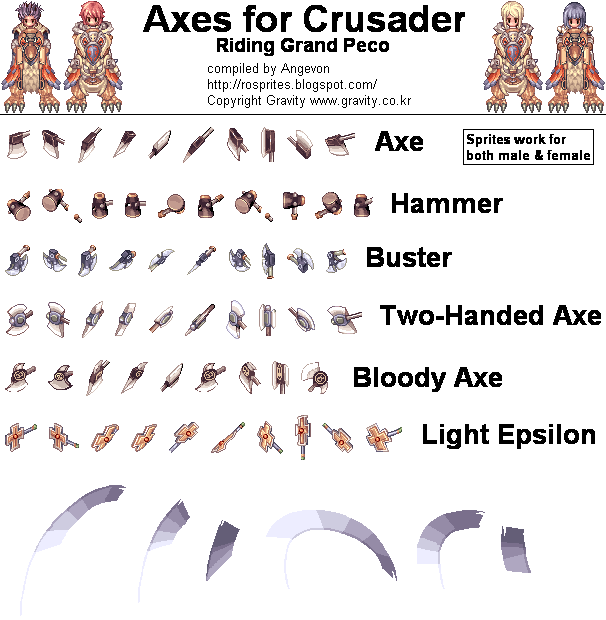 Axes for Crusader
Riding Grand Peco
compiled by Angevon
http://rosprites.blogspot.com/
Copyright Gravity www.gravity.co.kr
Axe
Sprites work for
both male & female
Hammer
Buster
Two-Handed Axe
Bloody Axe
Light Epsilon